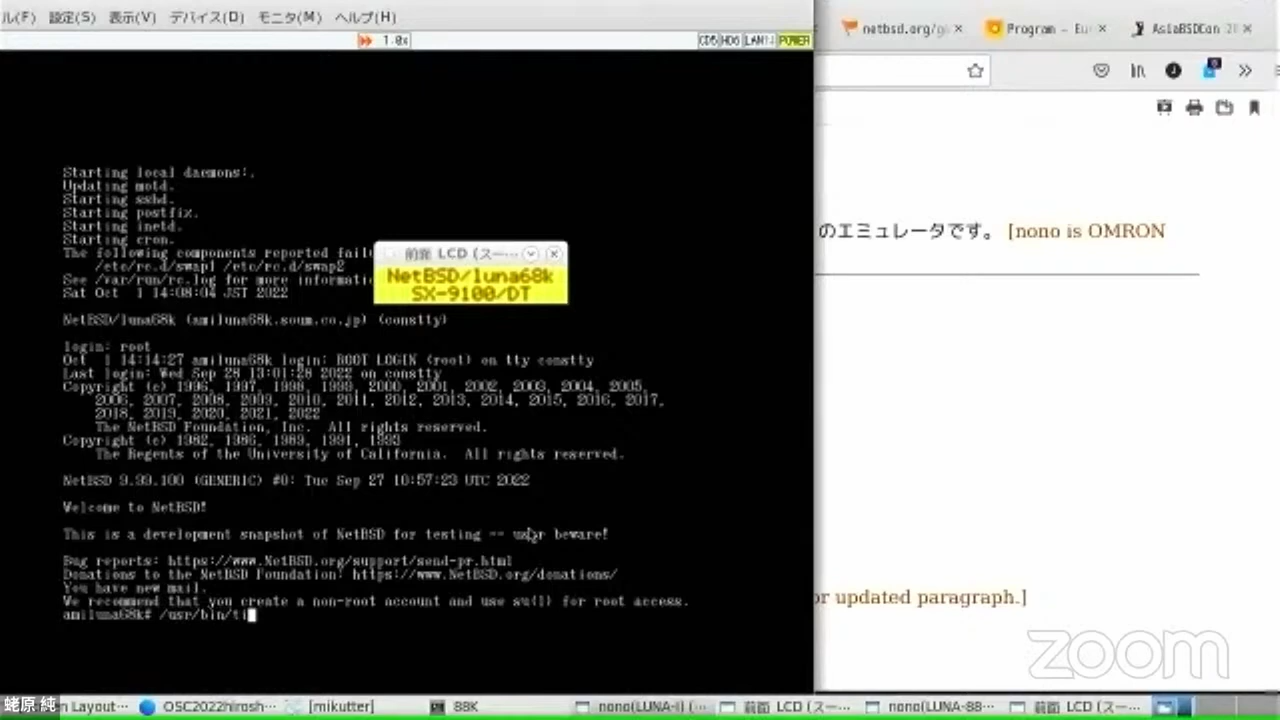 ル(F) 設定(S) 表示(V) デバイス(D) モニタ(M) ヘルプ(H)
1.0x
CD5 HD6 LAN POWER
netbsd.org/g
Program – Eu
AsiaBSDCon 2
Starting local daemons:.
Updating motd.
Starting sshd.
Starting postfix.
Starting inetd.
Starting cron.
The following components reported fail
/etc/rc.d/swap1 /etc/rc.d/swap2
See /var/run/rc.log for more informati
Sat Oct 1 14:08:04 JST 2022
前面 LCD (スー…
NetBSD/luna68k
SX-9100/DT
NetBSD/luna68k (amiluna68k.soum.co.jp) (constty)
login: root
Oct 1 14:14:27 amiluna68k login: ROOT LOGIN (root) on tty constty
Last login: Wed Sep 28 13:01:28 2022 on constty
Copyright (c) 1996, 1997, 1998, 1999, 2000, 2001, 2002, 2003, 2004, 2005,
2006, 2007, 2008, 2009, 2010, 2011, 2012, 2013, 2014, 2015, 2016, 2017,
2018, 2019, 2020, 2021, 2022
The NetBSD Foundation, Inc. All rights reserved.
Copyright (c) 1982, 1986, 1989, 1991, 1993
The Regents of the University of California. All rights reserved.
NetBSD 9.99.100 (GENERIC) #0: Tue Sep 27 10:57:23 UTC 2022
Welcome to NetBSD!
This is a development snapshot of NetBSD for testing -- user beware!
Bug reports: https://www.NetBSD.org/support/send-pr.html
Donations to the NetBSD Foundation: https://www.NetBSD.org/donations/
You have new mail.
We recommend that you create a non-root account and use su(1) for root access.
amiluna68k# /usr/bin/ti
のエミュレータです。 [nono is OMRON
or updated paragraph.]
zoom
蛯原 純
n Layout…
OSC2022hirosh…
[mikutter]
88K
nono(LUNA-I) (…
前面 LCD (スー…
nono(LUNA-88…
前面 LCD (スー…